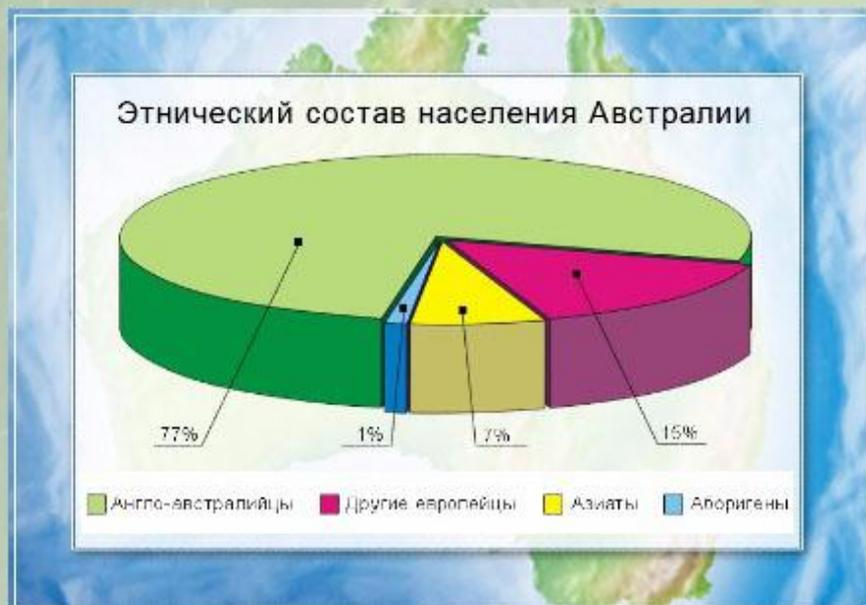 Этнический состав населения Австралии
77% 1% 7% 15%
Англо-австралийцы Другие европейцы Азиаты Аборигены